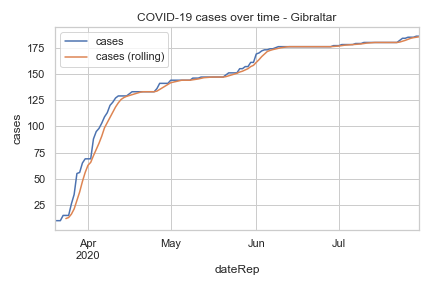 COVID-19 cases over time - Gibraltar
cases
cases (rolling)
cases
175
150
125
100
75
50
25
Apr
2020
May
Jun
Jul
dateRep